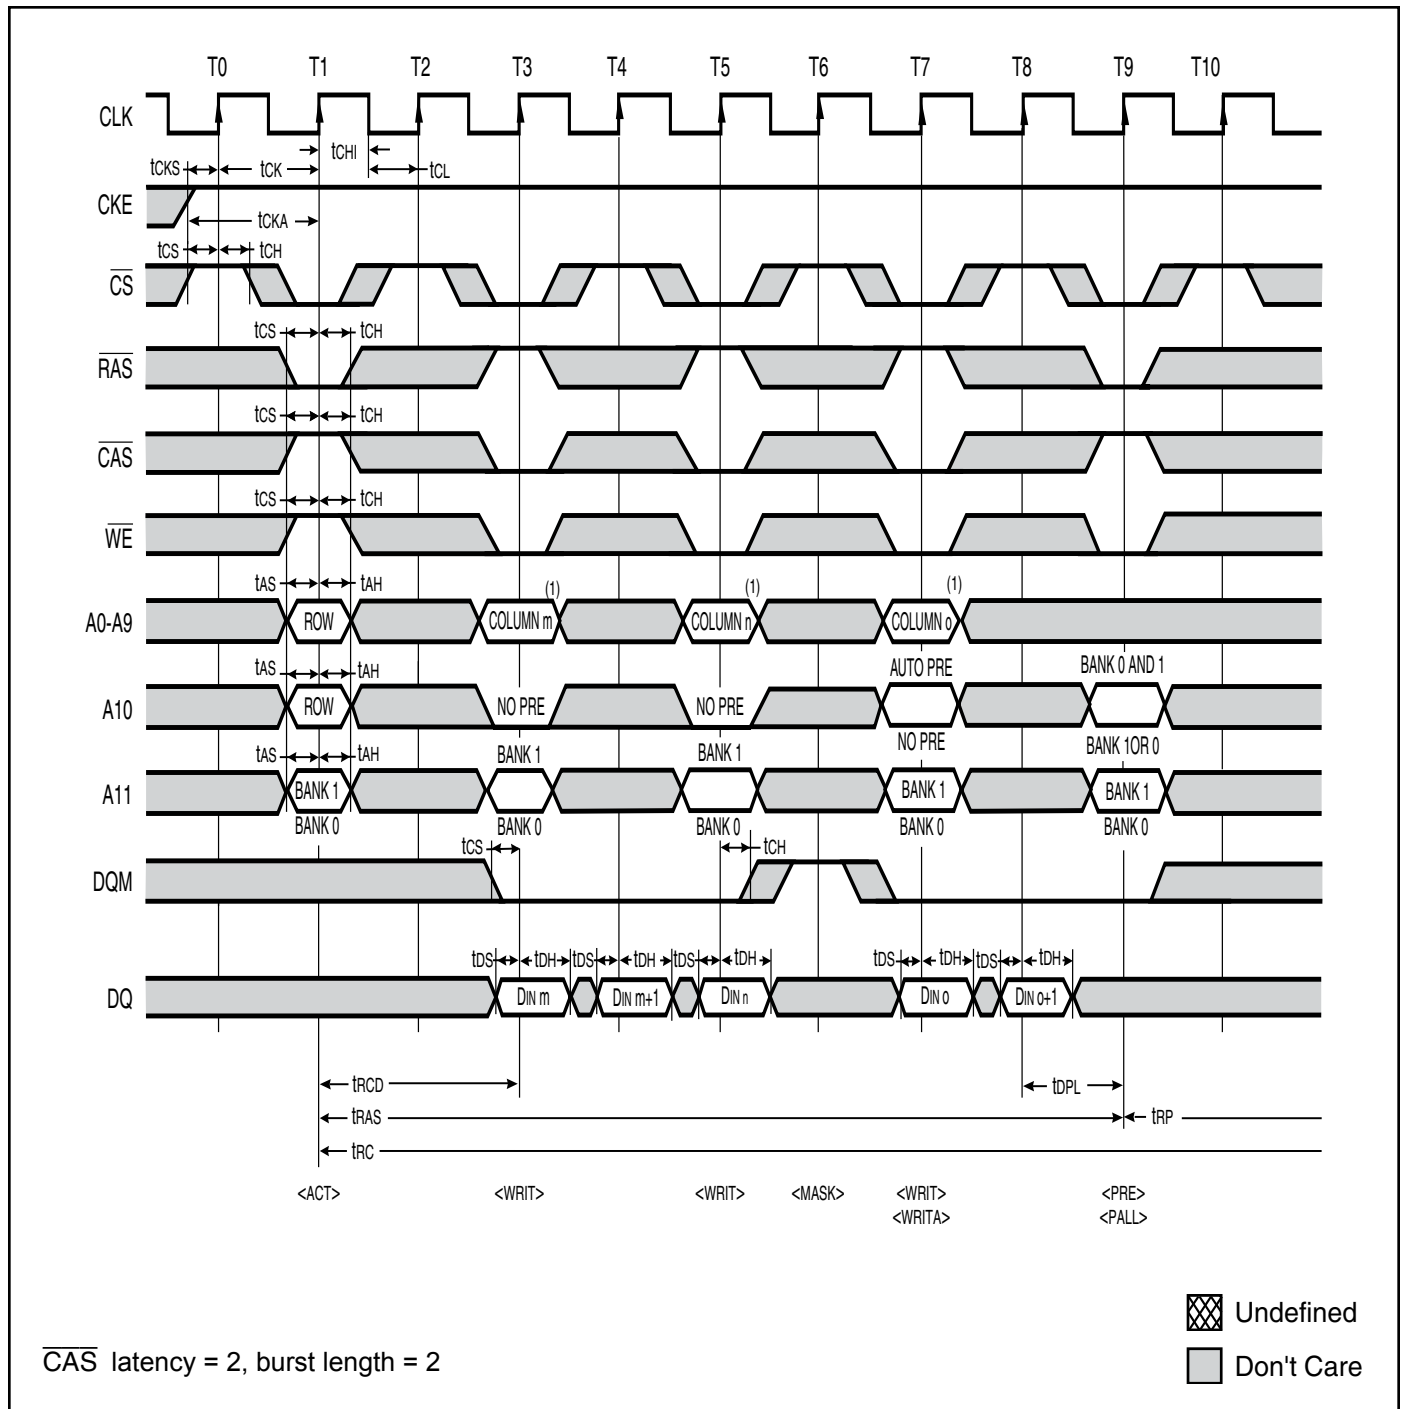 T0 T1 T2 T3 T4 T5 T6 T7 T8 T9 T10
CLK
tCHI
tCKS tCK tCL
CKE
tCKA
tCS tCH
CS
tCS tCH
RAS
tCS tCH
CAS
tCS tCH
WE
tAS tAH (1) (1) (1)
A0-A9 ROW COLUMN m COLUMN n COLUMN o
tAS tAH AUTO PRE BANK 0 AND 1
A10 ROW NO PRE NO PRE
NO PRE BANK 1OR 0
tAS tAH BANK 1 BANK 1
A11 BANK 1 BANK 1 BANK 1
BANK 0 BANK 0 BANK 0 BANK 0 BANK 0
tCS tCH
DQM
tDS tDH tDS tDH tDS tDH tDS tDH tDS tDH
DQ DIN m DIN m+1 DIN n DIN o DIN o+1
tRCD tDPL
tRAS tRP
tRC
<ACT> <WRIT> <WRIT> <MASK> <WRIT> <PRE>
<WRITA> <PALL>
Undefined
CAS latency = 2, burst length = 2
Don't Care